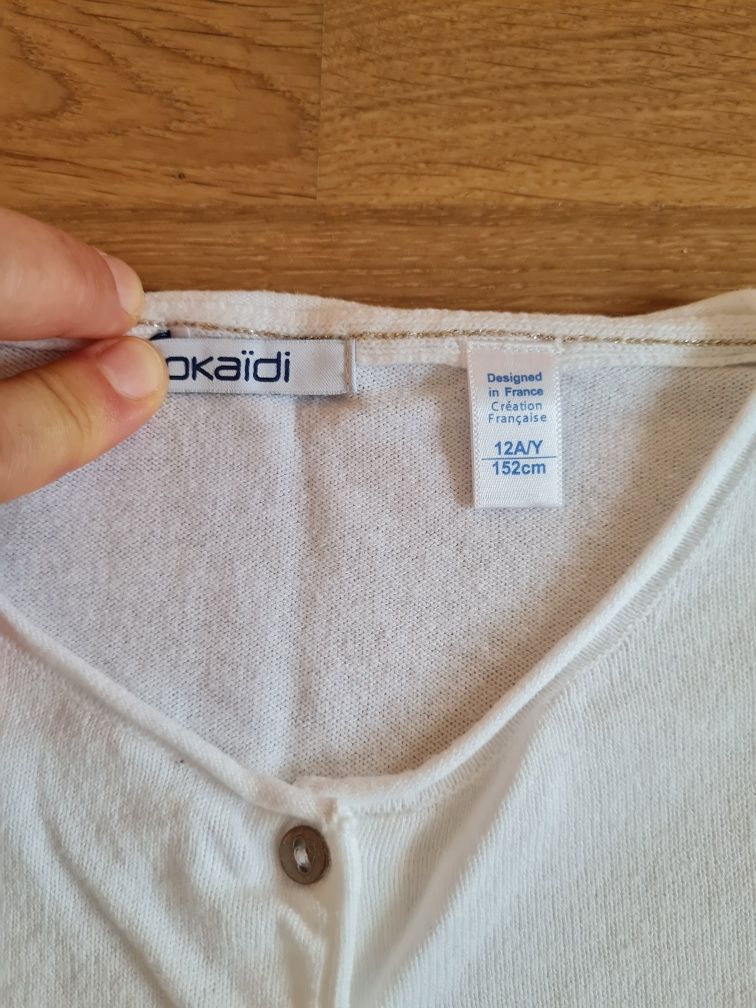 okaïdi
Designed
in France
Création
Française
12A/Y
152cm